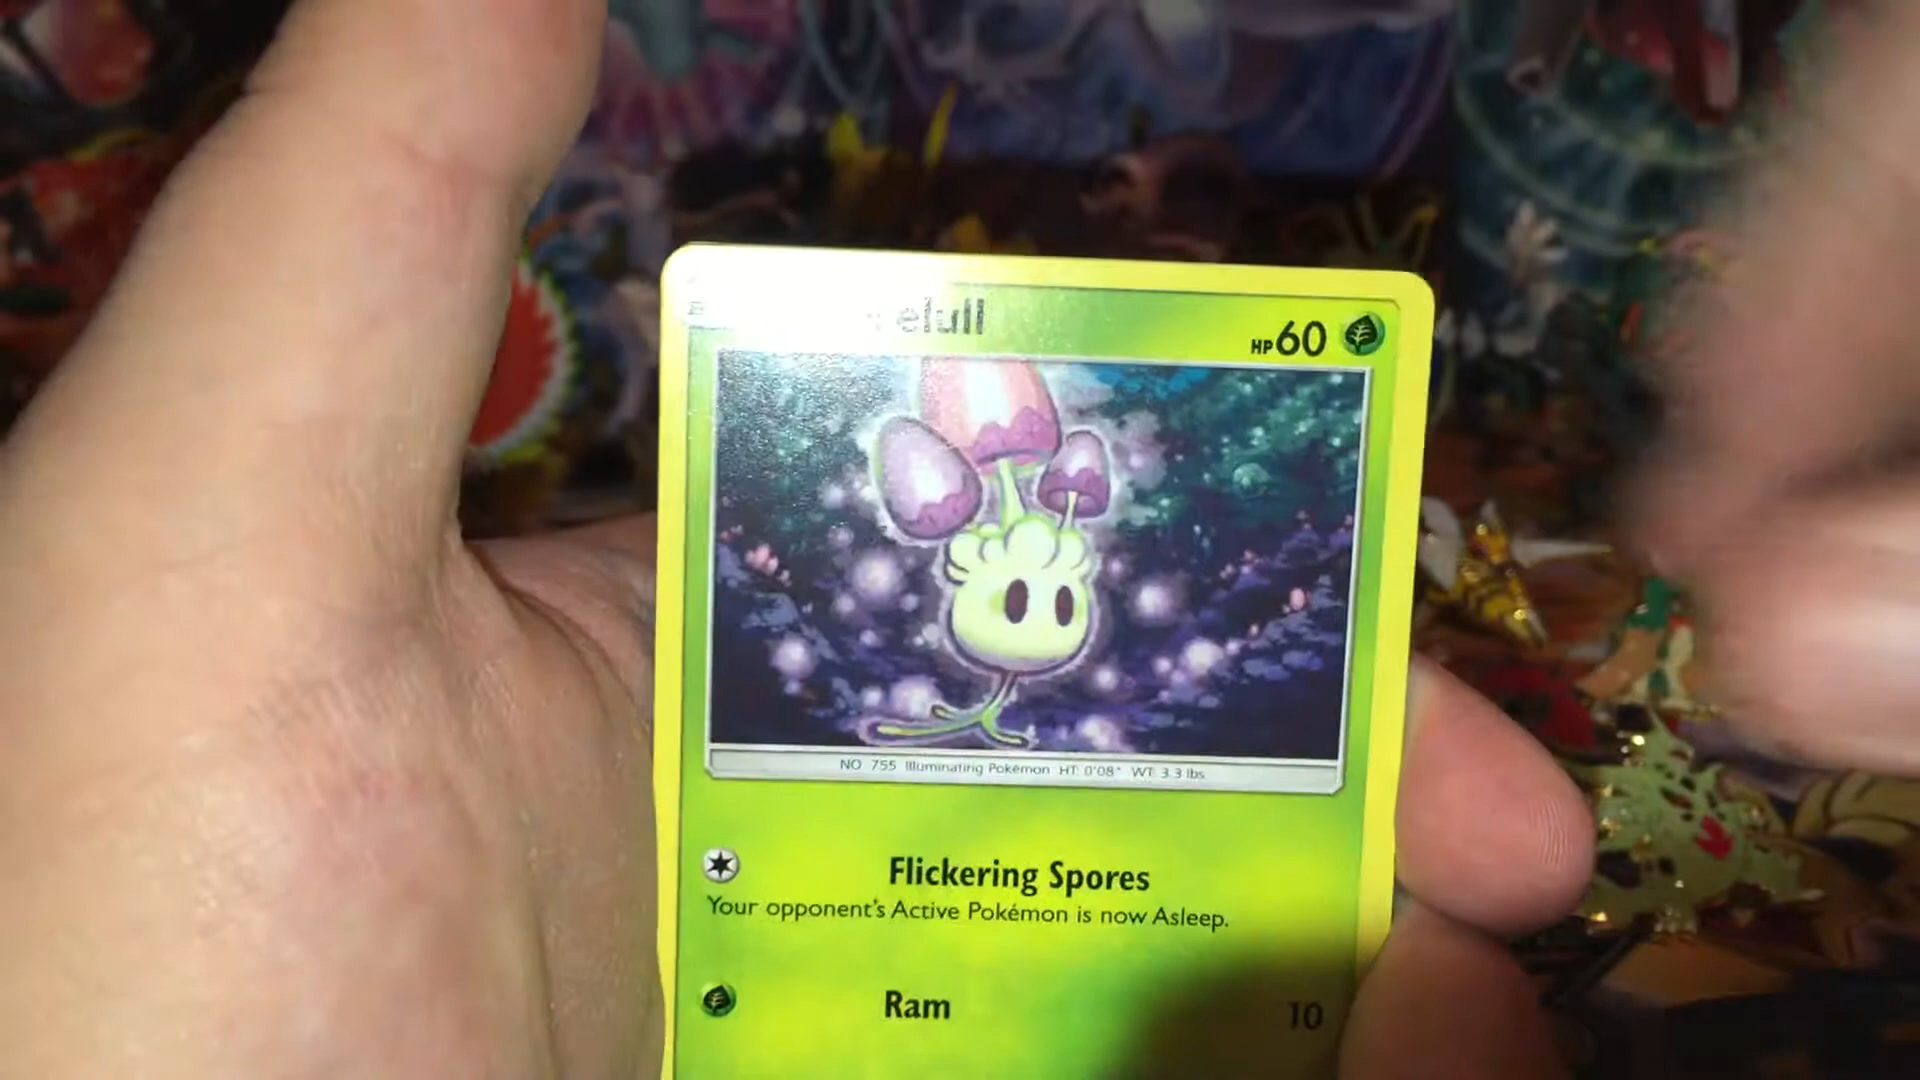 HP 60
NO 755 Illuminating Pokémon HT: 0'08" WT: 3.3 lbs
Flickering Spores
Your opponent's Active Pokémon is now Asleep.
Ram 10